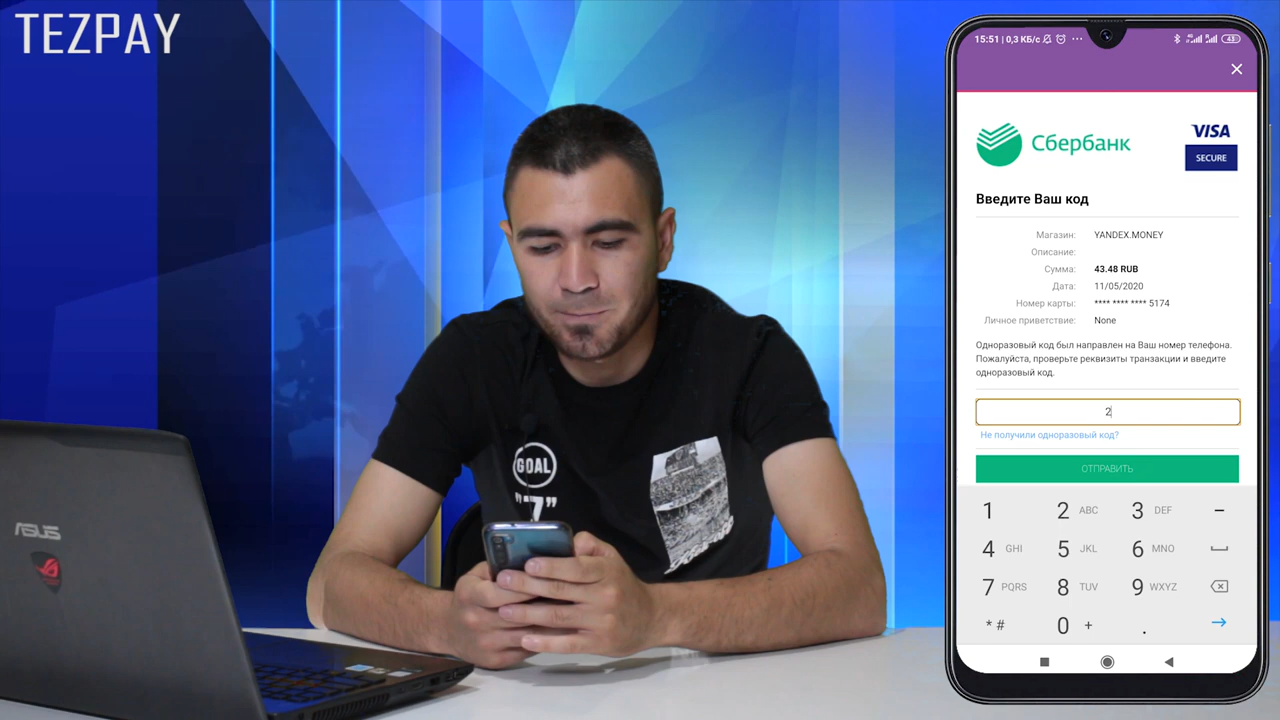 TEZPAY
15:51 | 0,3 КБ/с
43
Сбербанк
VISA
SECURE
Введите Ваш код
Магазин: YANDEX.MONEY
Описание:
Сумма: 43.48 RUB
Дата: 11/05/2020
Номер карты: **** **** **** 5174
Личное приветствие: None
Одноразовый код был направлен на Ваш номер телефона.
Пожалуйста, проверьте реквизиты транзакции и введите
одноразовый код.
2
Не получили одноразовый код?
ОТПРАВИТЬ
1 2 ABC 3 DEF –
4 GHI 5 JKL 6 MNO
7 PQRS 8 TUV 9 WXYZ
* # 0 + .
GOAL
"7"
ASUS